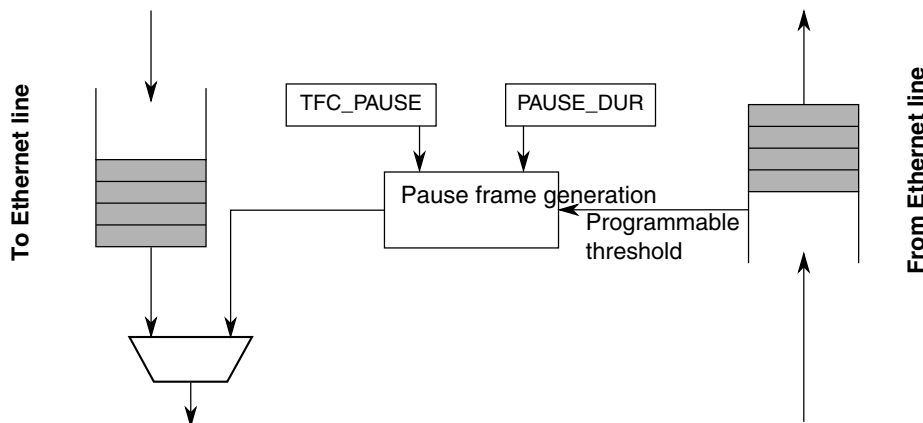 To Ethernet line
TFC_PAUSE
PAUSE_DUR
Pause frame generation
Programmable
threshold
From Ethernet line